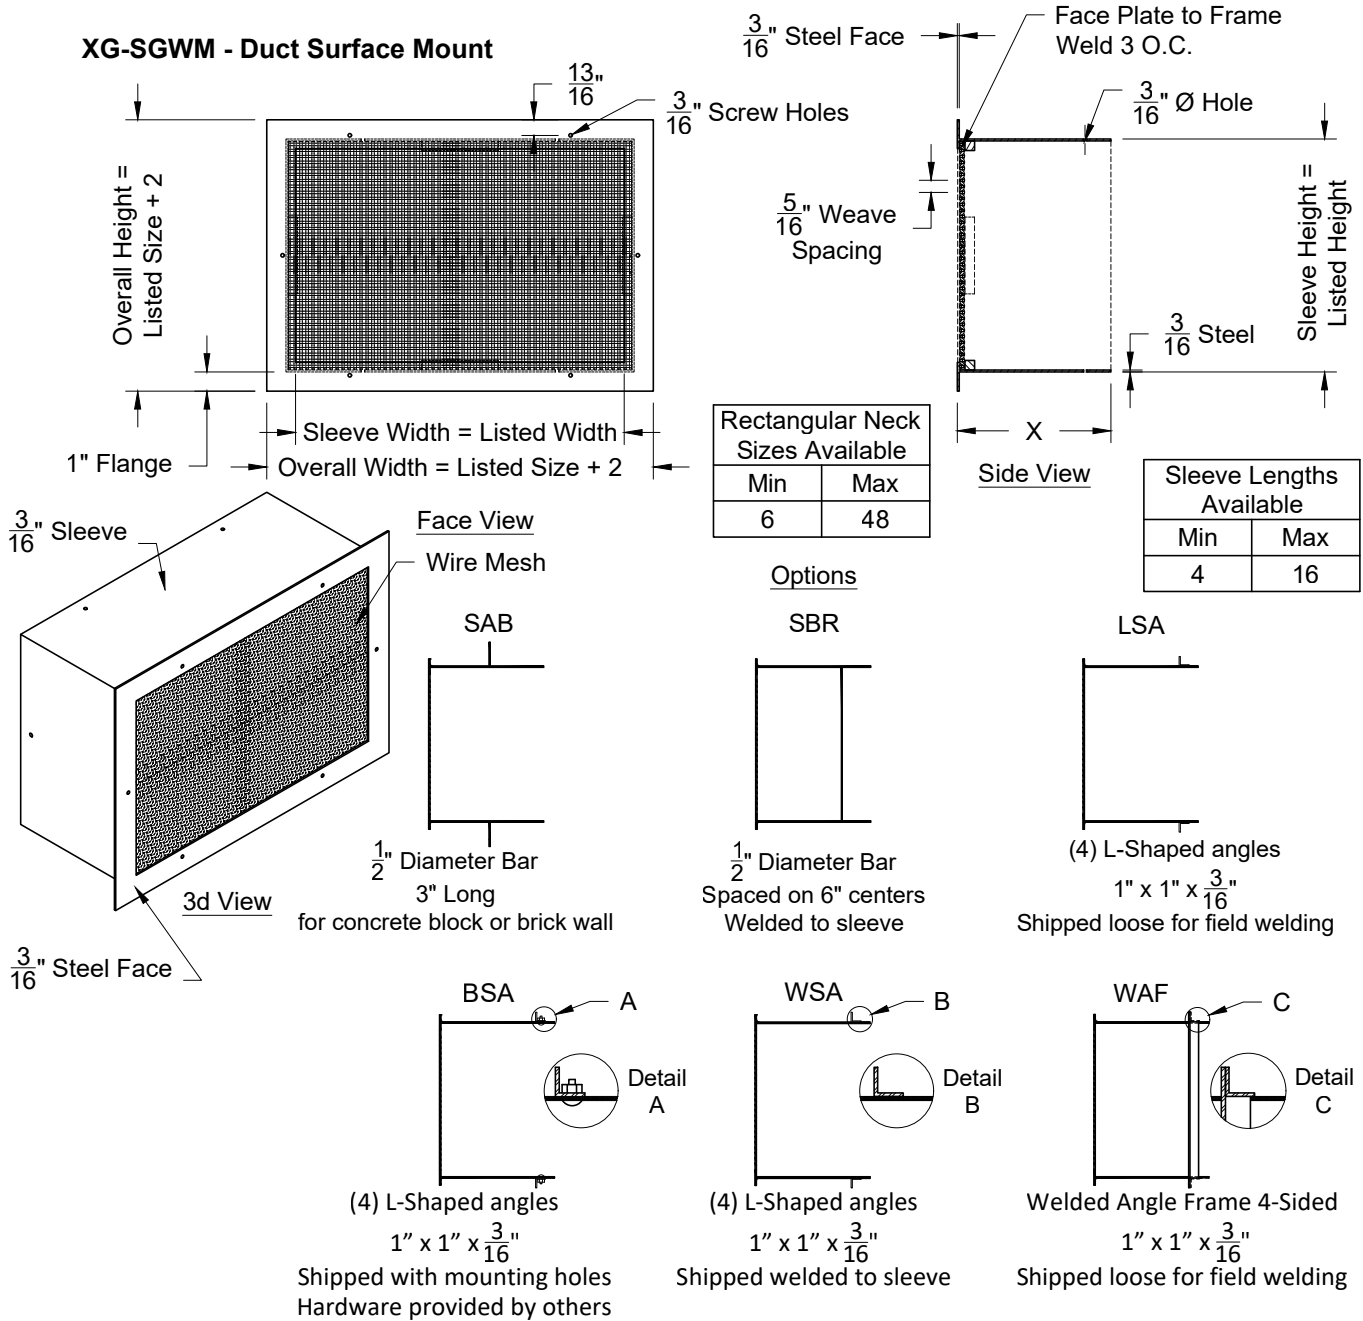 XG-SGWM - Duct Surface Mount
13/16"
3/16" Screw Holes
Overall Height =
Listed Size + 2
Sleeve Width = Listed Width
Overall Width = Listed Size + 2
1" Flange
Face View
3/16" Steel Face
Face Plate to Frame
Weld 3 O.C.
3/16" Ø Hole
5/16" Weave
Spacing
Sleeve Height =
Listed Height
3/16 Steel
X
Side View
Rectangular Neck
Sizes Available
Min Max
6 48
Sleeve Lengths
Available
Min Max
4 16
3/16" Sleeve
Wire Mesh
3d View
3/16" Steel Face
Options
SAB
1/2" Diameter Bar
3" Long
for concrete block or brick wall
SBR
1/2" Diameter Bar
Spaced on 6" centers
Welded to sleeve
LSA
(4) L-Shaped angles
1" x 1" x 3/16"
Shipped loose for field welding
BSA
A
Detail
A
(4) L-Shaped angles
1” x 1” x 3/16"
Shipped with mounting holes
Hardware provided by others
WSA
B
Detail
B
(4) L-Shaped angles
1” x 1” x 3/16"
Shipped welded to sleeve
WAF
C
Detail
C
Welded Angle Frame 4-Sided
1” x 1” x 3/16"
Shipped loose for field welding